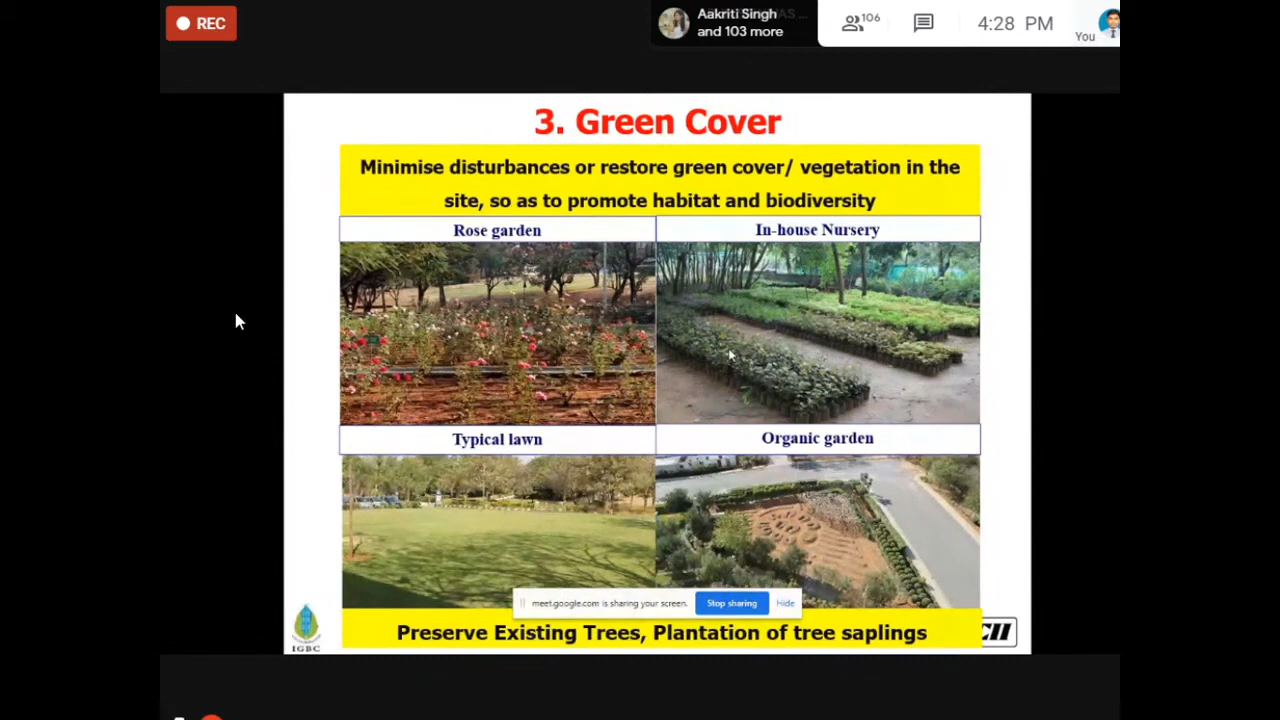 REC
Aakriti Singh
and 103 more
106
4:28 PM
You
3. Green Cover
Minimise disturbances or restore green cover/ vegetation in the
site, so as to promote habitat and biodiversity
Rose garden
In-house Nursery
Typical lawn
Organic garden
meet.google.com is sharing your screen.
Stop sharing
Hide
Preserve Existing Trees, Plantation of tree saplings
IGBC
CII